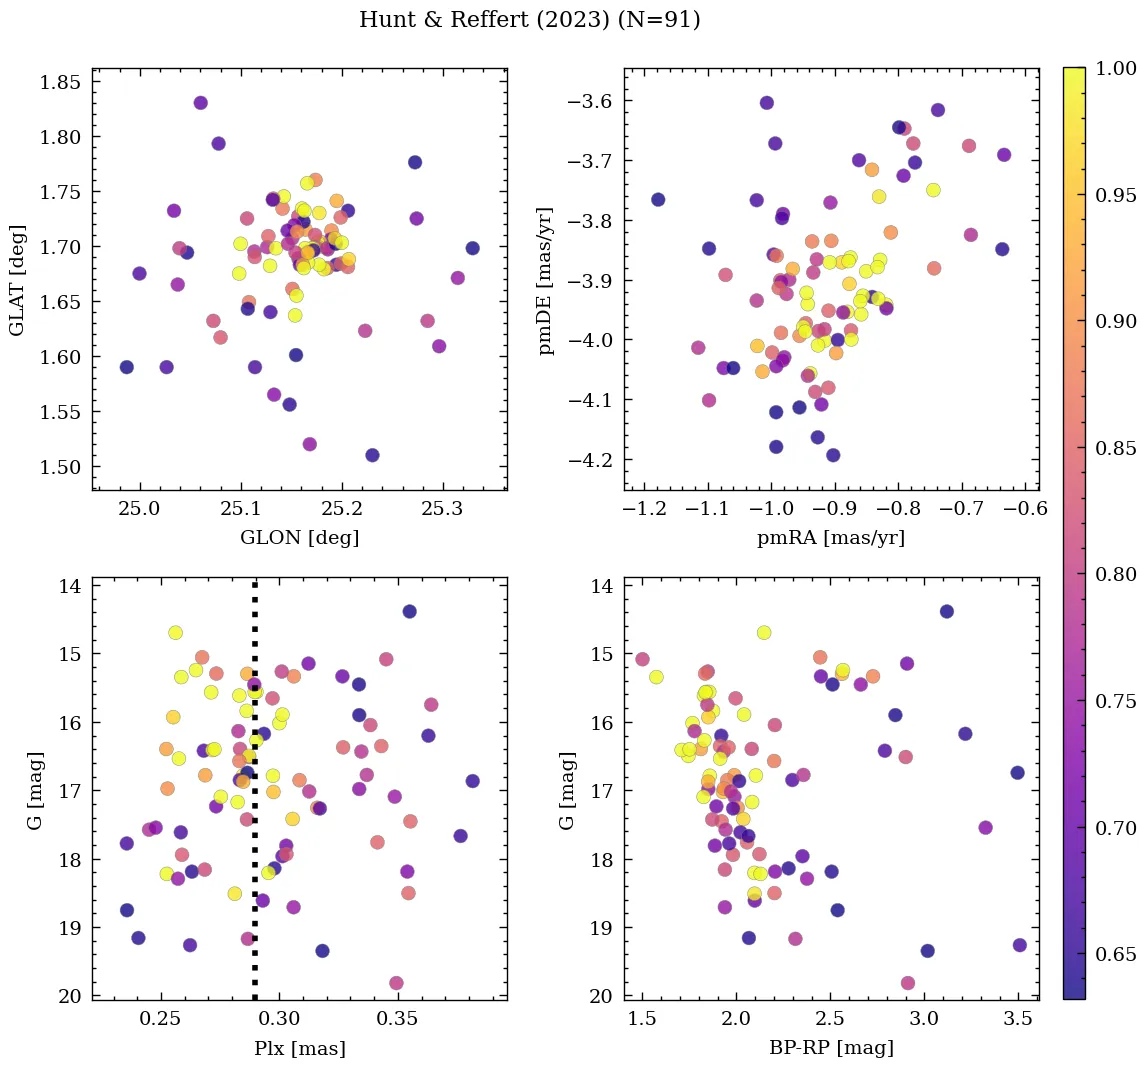 Hunt & Reffert (2023) (N=91)
1.85
1.80
1.75
1.70
1.65
1.60
1.55
1.50
GLAT [deg]
25.0 25.1 25.2 25.3
GLON [deg]
−3.6
−3.7
−3.8
−3.9
−4.0
−4.1
−4.2
pmDE [mas/yr]
−1.2 −1.1 −1.0 −0.9 −0.8 −0.7 −0.6
pmRA [mas/yr]
14
15
16
17
18
19
20
G [mag]
0.25 0.30 0.35
Plx [mas]
14
15
16
17
18
19
20
G [mag]
1.5 2.0 2.5 3.0 3.5
BP-RP [mag]
1.00
0.95
0.90
0.85
0.80
0.75
0.70
0.65